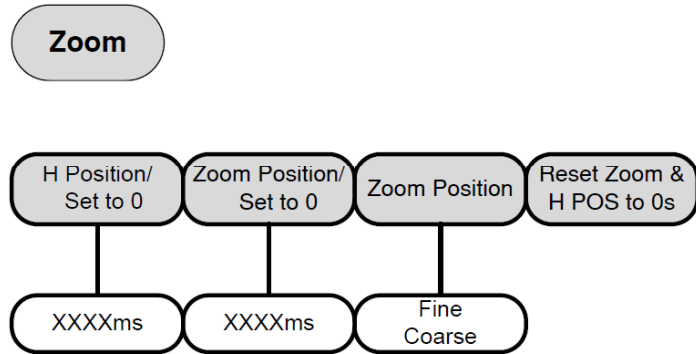 Zoom
H Position/
Set to 0
Zoom Position/
Set to 0
Zoom Position
Reset Zoom &
H POS to 0s
XXXXms
XXXXms
Fine
Coarse